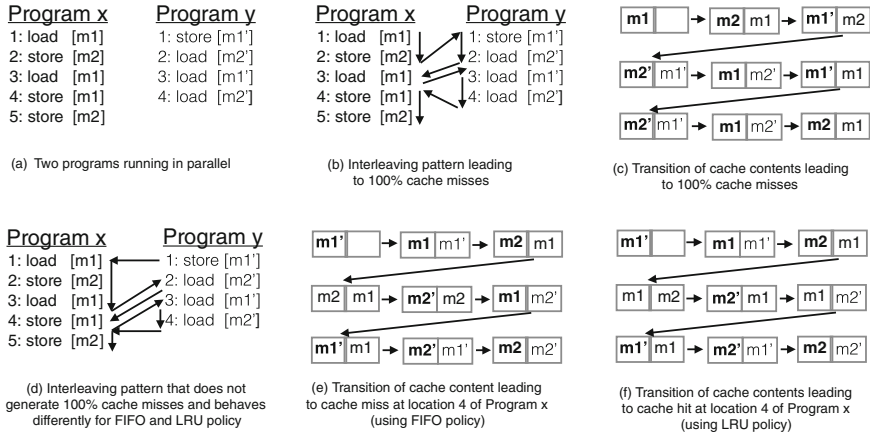 Program x
1: load [m1]
2: store [m2]
3: load [m1]
4: store [m1]
5: store [m2]
Program y
1: store [m1']
2: load [m2']
3: load [m1']
4: load [m2']
(a) Two programs running in parallel
Program x
1: load [m1]
2: store [m2]
3: load [m1]
4: store [m1]
5: store [m2]
Program y
1: store [m1']
2: load [m2']
3: load [m1']
4: load [m2']
(b) Interleaving pattern leading
to 100% cache misses
m1 m2 m1 m1' m2
m2' m1' m1 m2' m1' m1
m2' m1' m1 m2' m2 m1
(c) Transition of cache contents leading
to 100% cache misses
Program x
1: load [m1]
2: store [m2]
3: load [m1]
4: store [m1]
5: store [m2]
Program y
1: store [m1']
2: load [m2']
3: load [m1']
4: load [m2']
(d) Interleaving pattern that does not
generate 100% cache misses and behaves
differently for FIFO and LRU policy
m1' m1 m1' m2 m1
m2 m1 m2' m2 m1 m2'
m1' m1 m2' m1' m2 m2'
(e) Transition of cache content leading
to cache miss at location 4 of Program x
(using FIFO policy)
m1' m1 m1' m2 m1
m1 m2 m2' m1 m1 m2'
m1' m1 m2' m1' m2 m2'
(f) Transition of cache contents leading
to cache hit at location 4 of Program x
(using LRU policy)